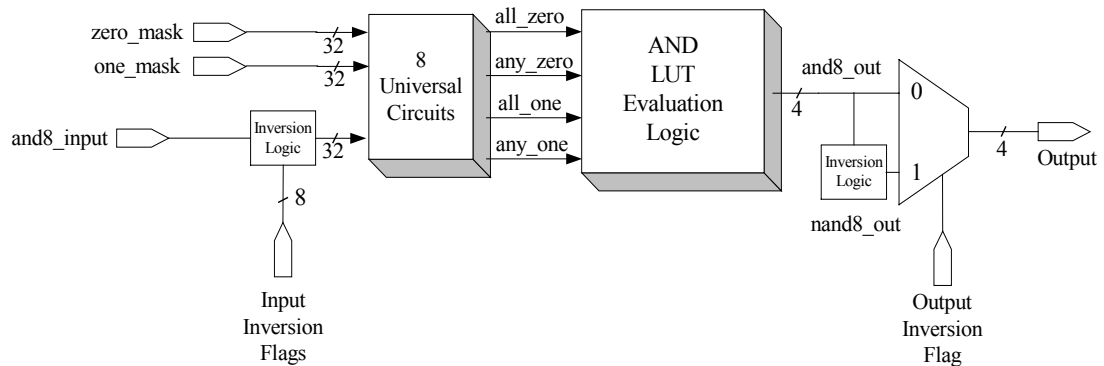 zero_mask
32
one_mask
32
and8_input
Inversion
Logic
32
8
Input
Inversion
Flags
8
Universal
Circuits
all_zero
any_zero
all_one
any_one
AND
LUT
Evaluation
Logic
and8_out
4
Inversion
Logic
nand8_out
0
1
4
Output
Output
Inversion
Flag